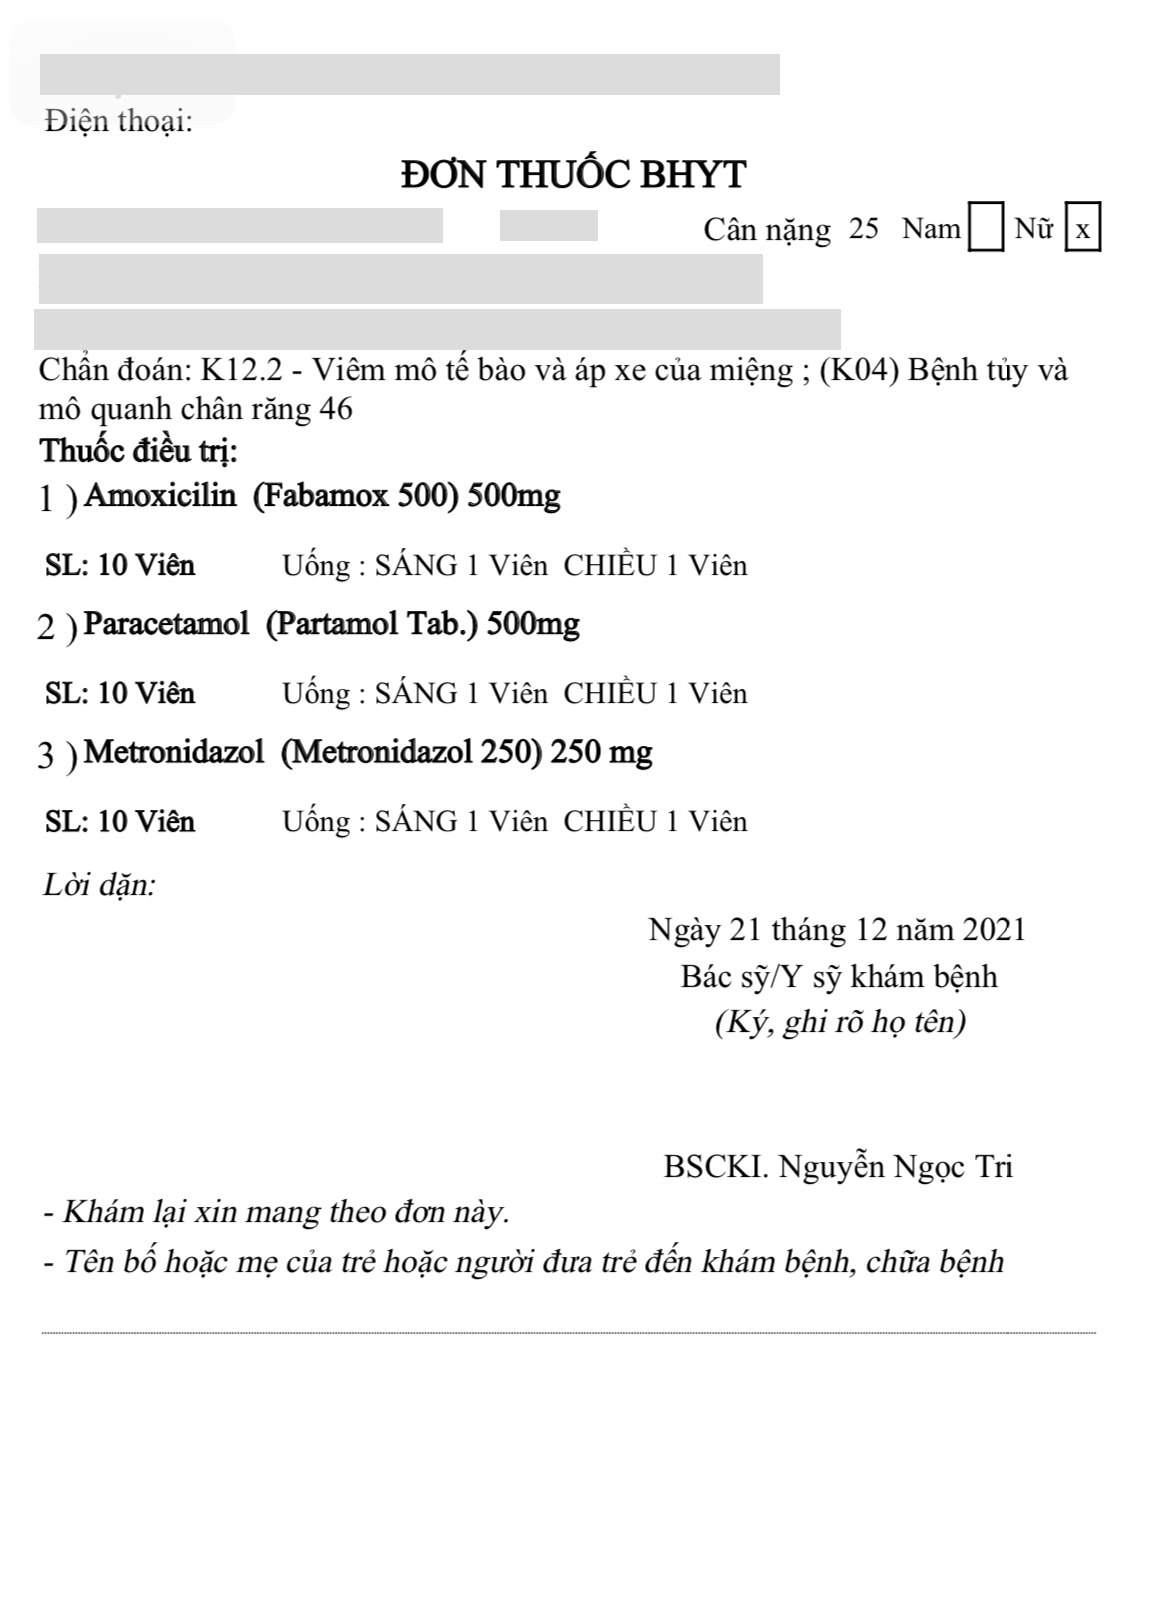 Điện thoại:
ĐƠN THUỐC BHYT
Cân nặng 25 Nam Nữ x
Chẩn đoán: K12.2 - Viêm mô tế bào và áp xe của miệng ; (K04) Bệnh tủy và
mô quanh chân răng 46
Thuốc điều trị:
1 ) Amoxicilin (Fabamox 500) 500mg
SL: 10 Viên Uống : SÁNG 1 Viên CHIỀU 1 Viên
2 ) Paracetamol (Partamol Tab.) 500mg
SL: 10 Viên Uống : SÁNG 1 Viên CHIỀU 1 Viên
3 ) Metronidazol (Metronidazol 250) 250 mg
SL: 10 Viên Uống : SÁNG 1 Viên CHIỀU 1 Viên
Lời dặn:
Ngày 21 tháng 12 năm 2021
Bác sỹ/Y sỹ khám bệnh
(Ký, ghi rõ họ tên)
BSCKI. Nguyễn Ngọc Tri
- Khám lại xin mang theo đơn này.
- Tên bố hoặc mẹ của trẻ hoặc người đưa trẻ đến khám bệnh, chữa bệnh